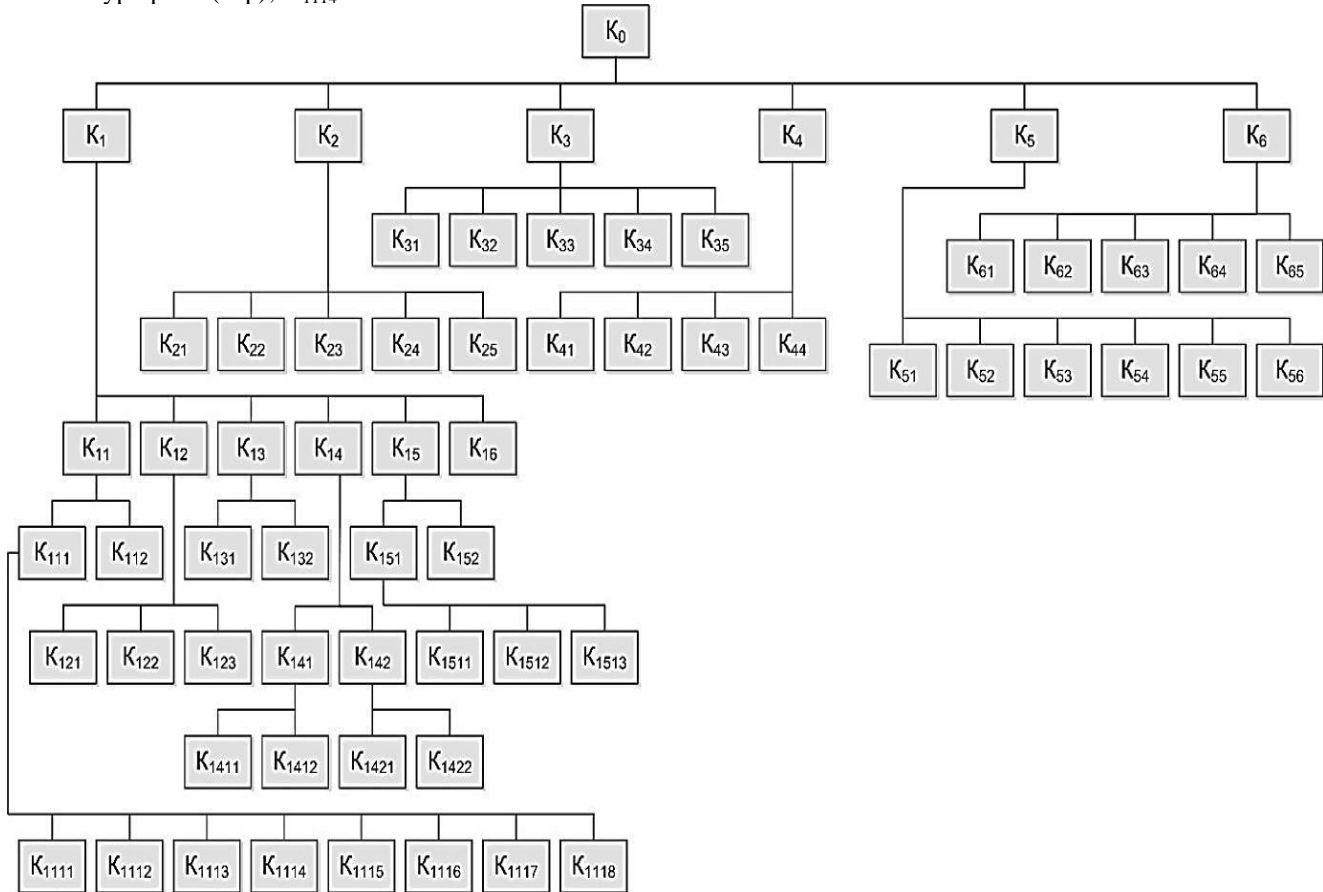 K₀
K₁ K₂ K₃ K₄ K₅ K₆
K₃₁ K₃₂ K₃₃ K₃₄ K₃₅
K₆₁ K₆₂ K₆₃ K₆₄ K₆₅
K₂₁ K₂₂ K₂₃ K₂₄ K₂₅ K₄₁ K₄₂ K₄₃ K₄₄
K₅₁ K₅₂ K₅₃ K₅₄ K₅₅ K₅₆
K₁₁ K₁₂ K₁₃ K₁₄ K₁₅ K₁₆
K₁₁₁ K₁₁₂ K₁₃₁ K₁₃₂ K₁₅₁ K₁₅₂
K₁₂₁ K₁₂₂ K₁₂₃ K₁₄₁ K₁₄₂ K₁₅₁₁ K₁₅₁₂ K₁₅₁₃
K₁₄₁₁ K₁₄₁₂ K₁₄₂₁ K₁₄₂₂
K₁₁₁₁ K₁₁₁₂ K₁₁₁₃ K₁₁₁₄ K₁₁₁₅ K₁₁₁₆ K₁₁₁₇ K₁₁₁₈